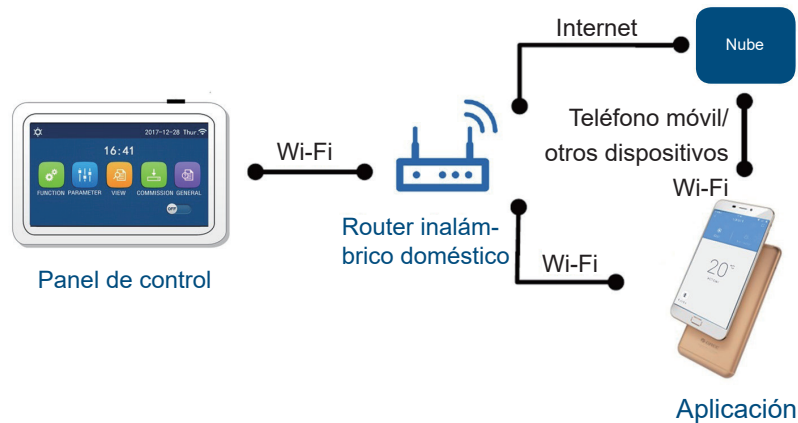 Internet
Nube
Teléfono móvil/
otros dispositivos
Wi-Fi
2017-12-28 Thur.
16:41
FUNCTION PARAMETER VIEW COMMISSION GENERAL
OFF
Wi-Fi
Router inalám-
brico doméstico
Wi-Fi
Panel de control
20
Aplicación